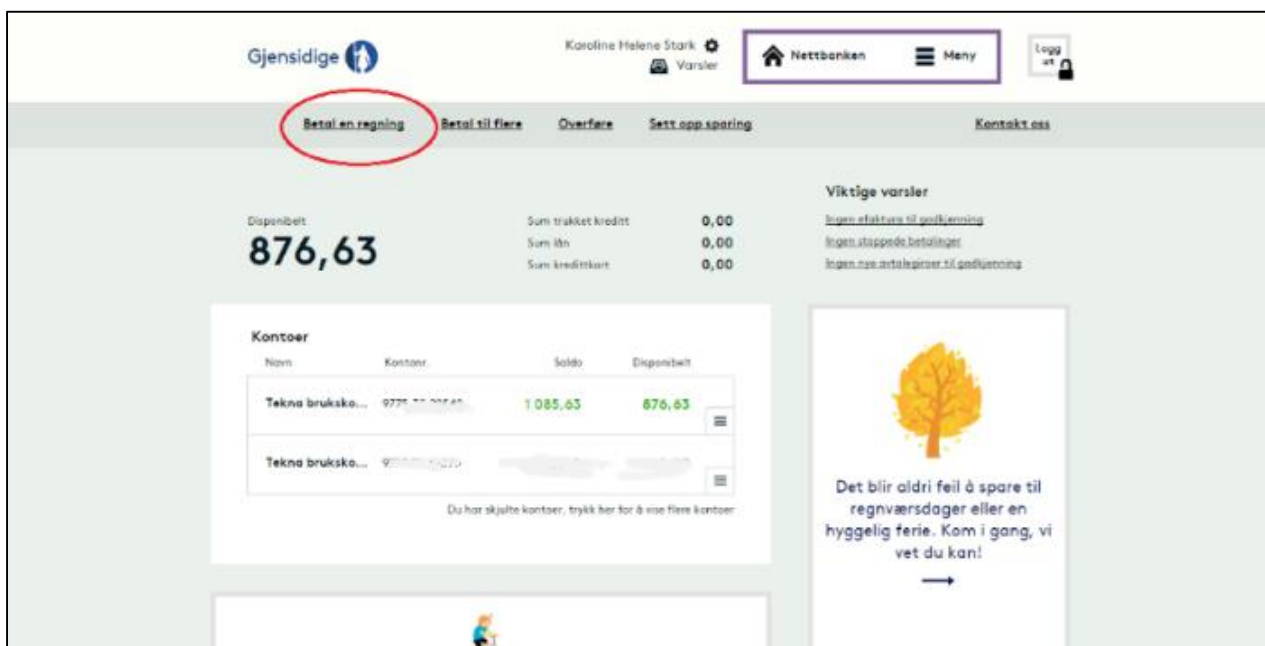 Gjensidige
Karoline Helene Stark
Varsler
Nettbanken
Meny
Logg
ut
Betal en regning
Betal til flere
Overføre
Sett opp sparing
Kontakt oss
Disponibelt
876,63
Sum trukket kreditt 0,00
Sum lån 0,00
Sum kredittkort 0,00
Viktige varsler
Ingen efaktura til godkjenning
Ingen stoppede betalinger
Ingen nye avtalegiroer til godkjenning
Kontoer
Navn Kontonr. Saldo Disponibelt
Tekna bruksko... 1 085,63 876,63
Tekna bruksko...
Du har skjulte kontoer, trykk her for å vise flere kontoer
Det blir aldri feil å spare til
regnværsdager eller en
hyggelig ferie. Kom i gang, vi
vet du kan!